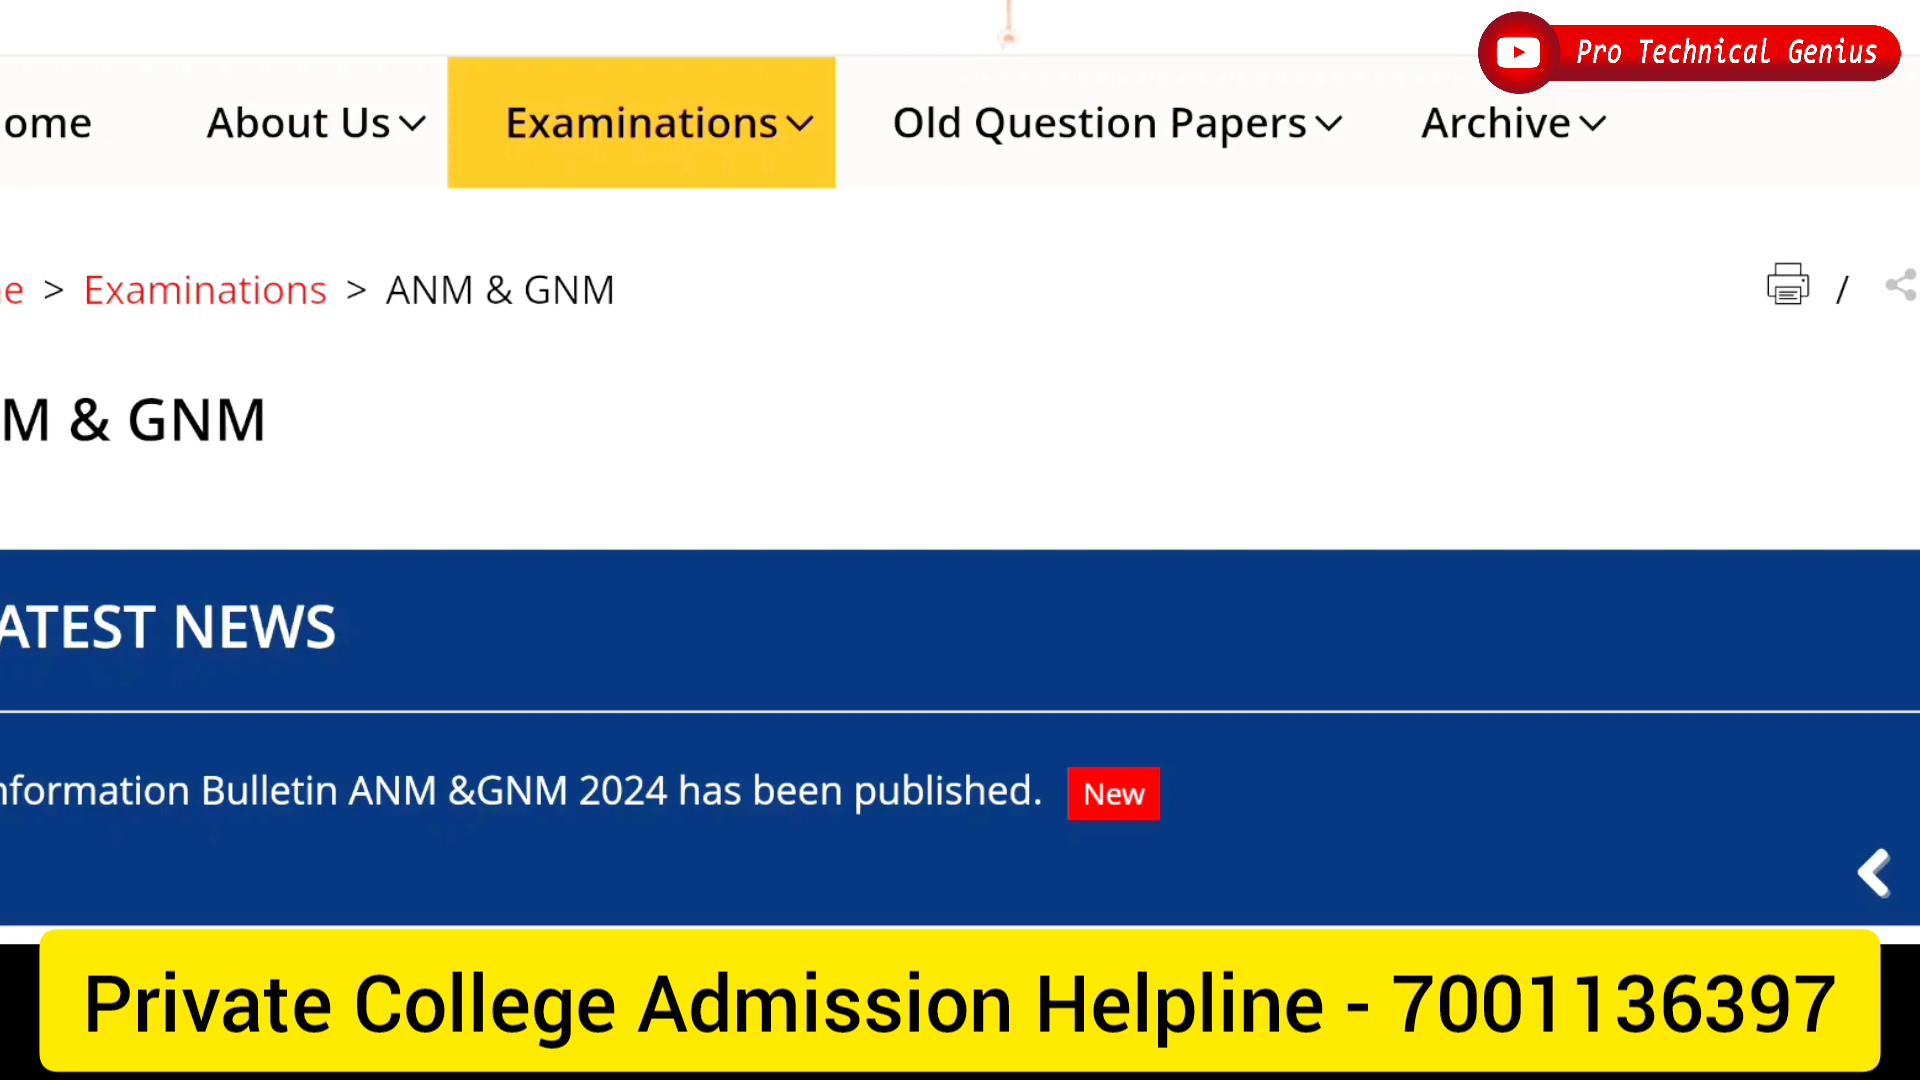 Pro Technical Genius
ome About Us Examinations Old Question Papers Archive
e > Examinations > ANM & GNM /
M & GNM
ATEST NEWS
nformation Bulletin ANM &GNM 2024 has been published. New
Private College Admission Helpline - 7001136397